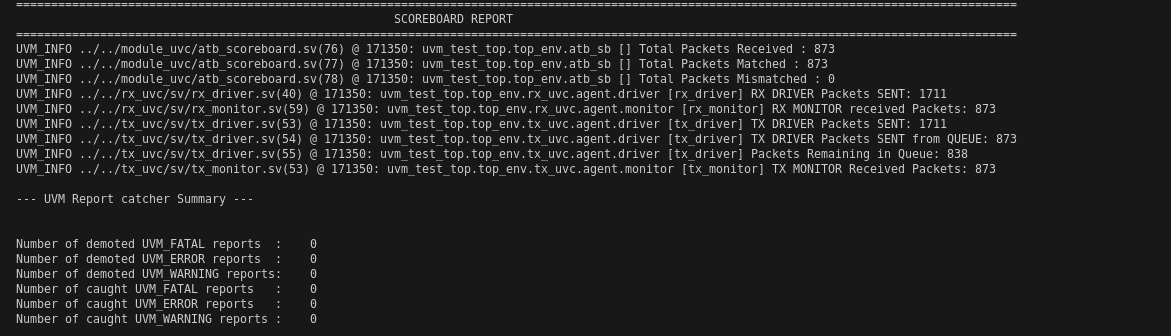 ===============================================================================================================================================
SCOREBOARD REPORT
===============================================================================================================================================
UVM_INFO ../../module_uvc/atb_scoreboard.sv(76) @ 171350: uvm_test_top.top_env.atb_sb [] Total Packets Received : 873
UVM_INFO ../../module_uvc/atb_scoreboard.sv(77) @ 171350: uvm_test_top.top_env.atb_sb [] Total Packets Matched : 873
UVM_INFO ../../module_uvc/atb_scoreboard.sv(78) @ 171350: uvm_test_top.top_env.atb_sb [] Total Packets Mismatched : 0
UVM_INFO ../../rx_uvc/sv/rx_driver.sv(40) @ 171350: uvm_test_top.top_env.rx_uvc.agent.driver [rx_driver] RX DRIVER Packets SENT: 1711
UVM_INFO ../../rx_uvc/sv/rx_monitor.sv(59) @ 171350: uvm_test_top.top_env.rx_uvc.agent.monitor [rx_monitor] RX MONITOR received Packets: 873
UVM_INFO ../../tx_uvc/sv/tx_driver.sv(53) @ 171350: uvm_test_top.top_env.tx_uvc.agent.driver [tx_driver] TX DRIVER Packets SENT: 1711
UVM_INFO ../../tx_uvc/sv/tx_driver.sv(54) @ 171350: uvm_test_top.top_env.tx_uvc.agent.driver [tx_driver] TX DRIVER Packets SENT from QUEUE: 873
UVM_INFO ../../tx_uvc/sv/tx_driver.sv(55) @ 171350: uvm_test_top.top_env.tx_uvc.agent.driver [tx_driver] Packets Remaining in Queue: 838
UVM_INFO ../../tx_uvc/sv/tx_monitor.sv(53) @ 171350: uvm_test_top.top_env.tx_uvc.agent.monitor [tx_monitor] TX MONITOR Received Packets: 873
--- UVM Report catcher Summary ---
Number of demoted UVM_FATAL reports  :    0
Number of demoted UVM_ERROR reports  :    0
Number of demoted UVM_WARNING reports:    0
Number of caught UVM_FATAL reports   :    0
Number of caught UVM_ERROR reports   :    0
Number of caught UVM_WARNING reports :    0